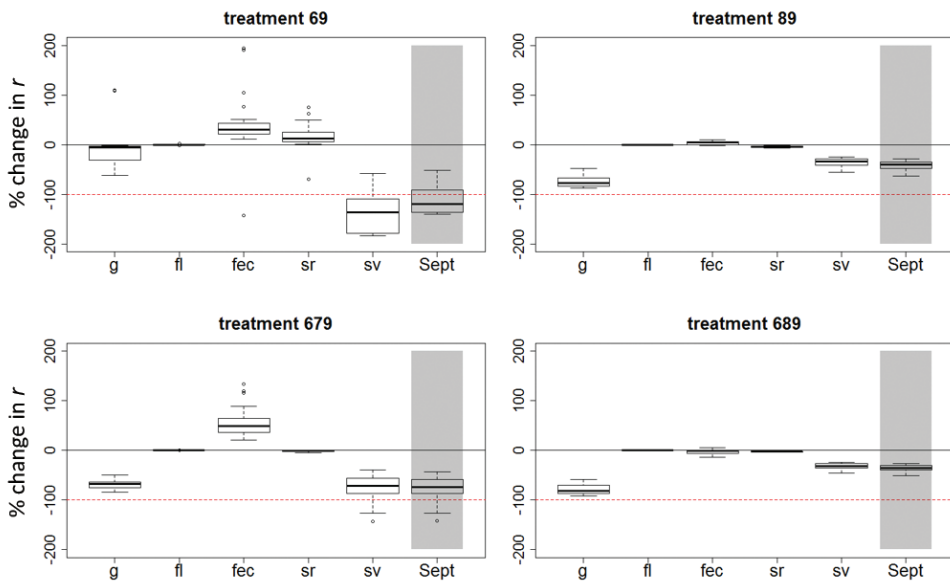 treatment 69
treatment 89
% change in r
200
100
0
-100
-200
g fl fec sr sv Sept
200
100
0
-100
-200
g fl fec sr sv Sept
treatment 679
treatment 689
% change in r
200
100
0
-100
-200
g fl fec sr sv Sept
200
100
0
-100
-200
g fl fec sr sv Sept